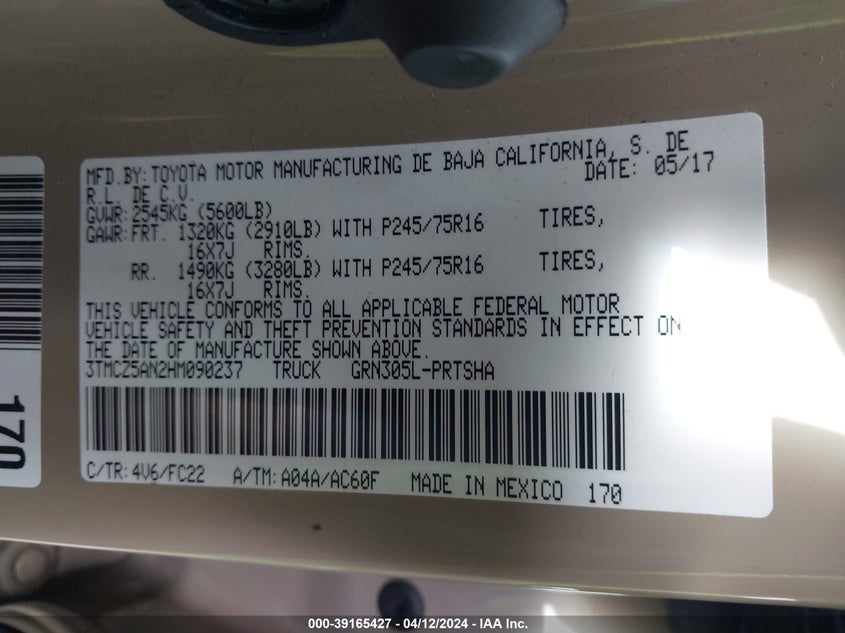 MFD.BY: TOYOTA MOTOR MANUFACTURING DE BAJA CALIFORNIA, S. DE
R.L. DE C.V. DATE: 05/17
GVWR: 2545KG (5600LB)
GAWR: FRT. 1320KG (2910LB) WITH P245/75R16 TIRES,
16X7J RIMS.
RR. 1490KG (3280LB) WITH P245/75R16 TIRES,
16X7J RIMS.
THIS VEHICLE CONFORMS TO ALL APPLICABLE FEDERAL MOTOR
VEHICLE SAFETY AND THEFT PREVENTION STANDARDS IN EFFECT ON
THE DATE OF MANUFACTURE SHOWN ABOVE.
3TMCZ5AN2HM090237 TRUCK GRN305L-PRTSHA
C/TR: 4V6/FC22 A/TM: A04A/AC60F MADE IN MEXICO 170
170
000-39165427 - 04/12/2024 - IAA Inc.